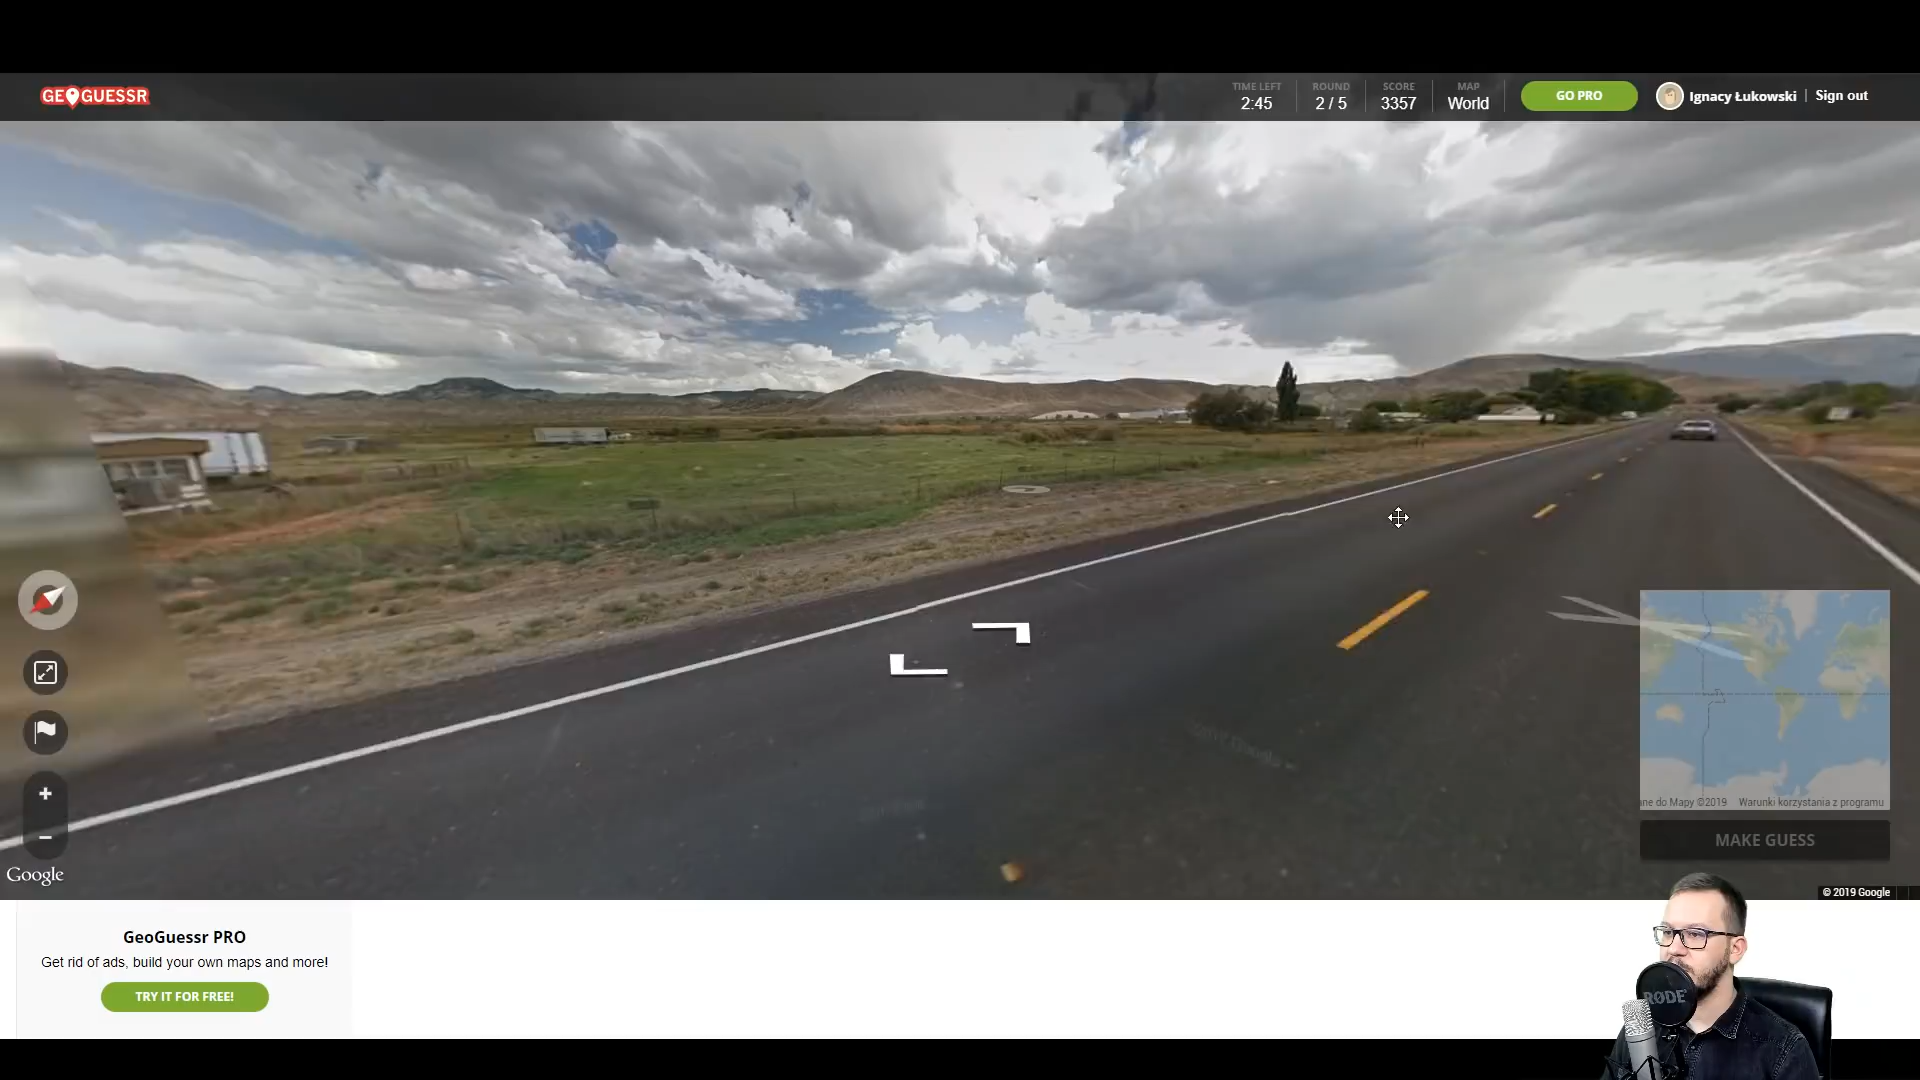 GEOGUESSR
TIME LEFT
2:45
ROUND
2 / 5
SCORE
3357
MAP
World
GO PRO
Ignacy Łukowski
Sign out
ne do Mapy ©2019
Warunki korzystania z programu
MAKE GUESS
Google
© 2019 Google
GeoGuessr PRO
Get rid of ads, build your own maps and more!
TRY IT FOR FREE!
RØDE